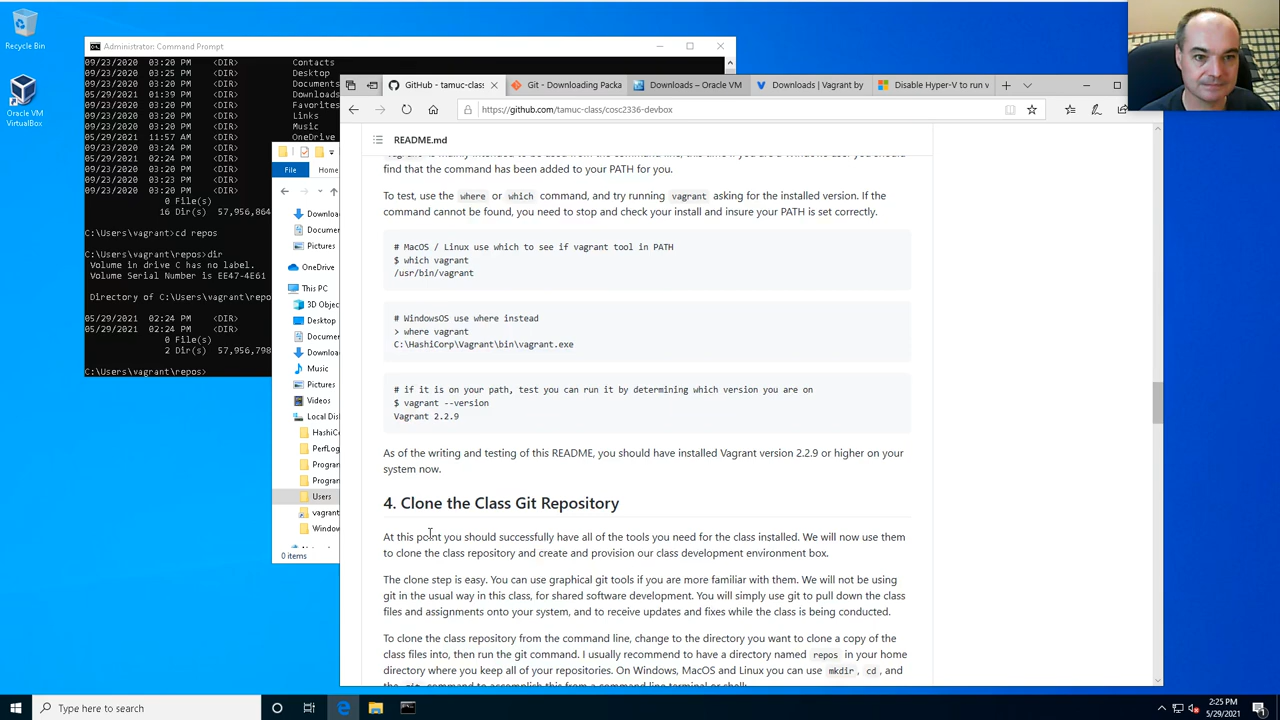 Recycle Bin
Oracle VM
VirtualBox
Administrator: Command Prompt
09/23/2020 03:20 PM <DIR> Contacts
09/23/2020 03:25 PM <DIR> Desktop
09/23/2020 03:20 PM <DIR> Documents
05/29/2021 01:39 PM <DIR> Downloads
09/23/2020 03:20 PM <DIR> Favorites
09/23/2020 03:20 PM <DIR> Links
09/23/2020 03:20 PM <DIR> Music
05/29/2021 11:57 AM <DIR> OneDrive
09/23/2020 03:24 PM <DIR>
05/29/2021 02:24 PM <DIR>
09/23/2020 03:20 PM <DIR>
09/23/2020 03:23 PM <DIR>
09/23/2020 03:20 PM <DIR>
0 File(s)
16 Dir(s) 57,956,864
C:\Users\vagrant>cd repos
C:\Users\vagrant\repos>dir
Volume in drive C has no label.
Volume Serial Number is EE47-4E61
Directory of C:\Users\vagrant\repo
05/29/2021 02:24 PM <DIR>
05/29/2021 02:24 PM <DIR>
0 File(s)
2 Dir(s) 57,956,798
C:\Users\vagrant\repos>
File Home
Download
Documen
Pictures
OneDrive
This PC
3D Objec
Desktop
Documen
Download
Music
Pictures
Videos
Local Dis
HashiCo
PerfLog
Program
Program
Users
vagrant
Window
0 items
GitHub - tamuc-class
Git - Downloading Packa
Downloads – Oracle VM
Downloads | Vagrant by
Disable Hyper-V to run v
https://github.com/tamuc-class/cosc2336-devbox
README.md
find that the command has been added to your PATH for you.
To test, use the where or which command, and try running vagrant asking for the installed version. If the
command cannot be found, you need to stop and check your install and insure your PATH is set correctly.
# MacOS / Linux use which to see if vagrant tool in PATH
$ which vagrant
/usr/bin/vagrant
# WindowsOS use where instead
> where vagrant
C:\HashiCorp\Vagrant\bin\vagrant.exe
# if it is on your path, test you can run it by determining which version you are on
$ vagrant --version
Vagrant 2.2.9
As of the writing and testing of this README, you should have installed Vagrant version 2.2.9 or higher on your
system now.
4. Clone the Class Git Repository
At this point you should successfully have all of the tools you need for the class installed. We will now use them
to clone the class repository and create and provision our class development environment box.
The clone step is easy. You can use graphical git tools if you are more familiar with them. We will not be using
git in the usual way in this class, for shared software development. You will simply use git to pull down the class
files and assignments onto your system, and to receive updates and fixes while the class is being conducted.
To clone the class repository from the command line, change to the directory you want to clone a copy of the
class files into, then run the git command. I usually recommend to have a directory named repos in your home
directory where you keep all of your repositories. On Windows, MacOS and Linux you can use mkdir, cd, and
Type here to search
2:25 PM
5/29/2021